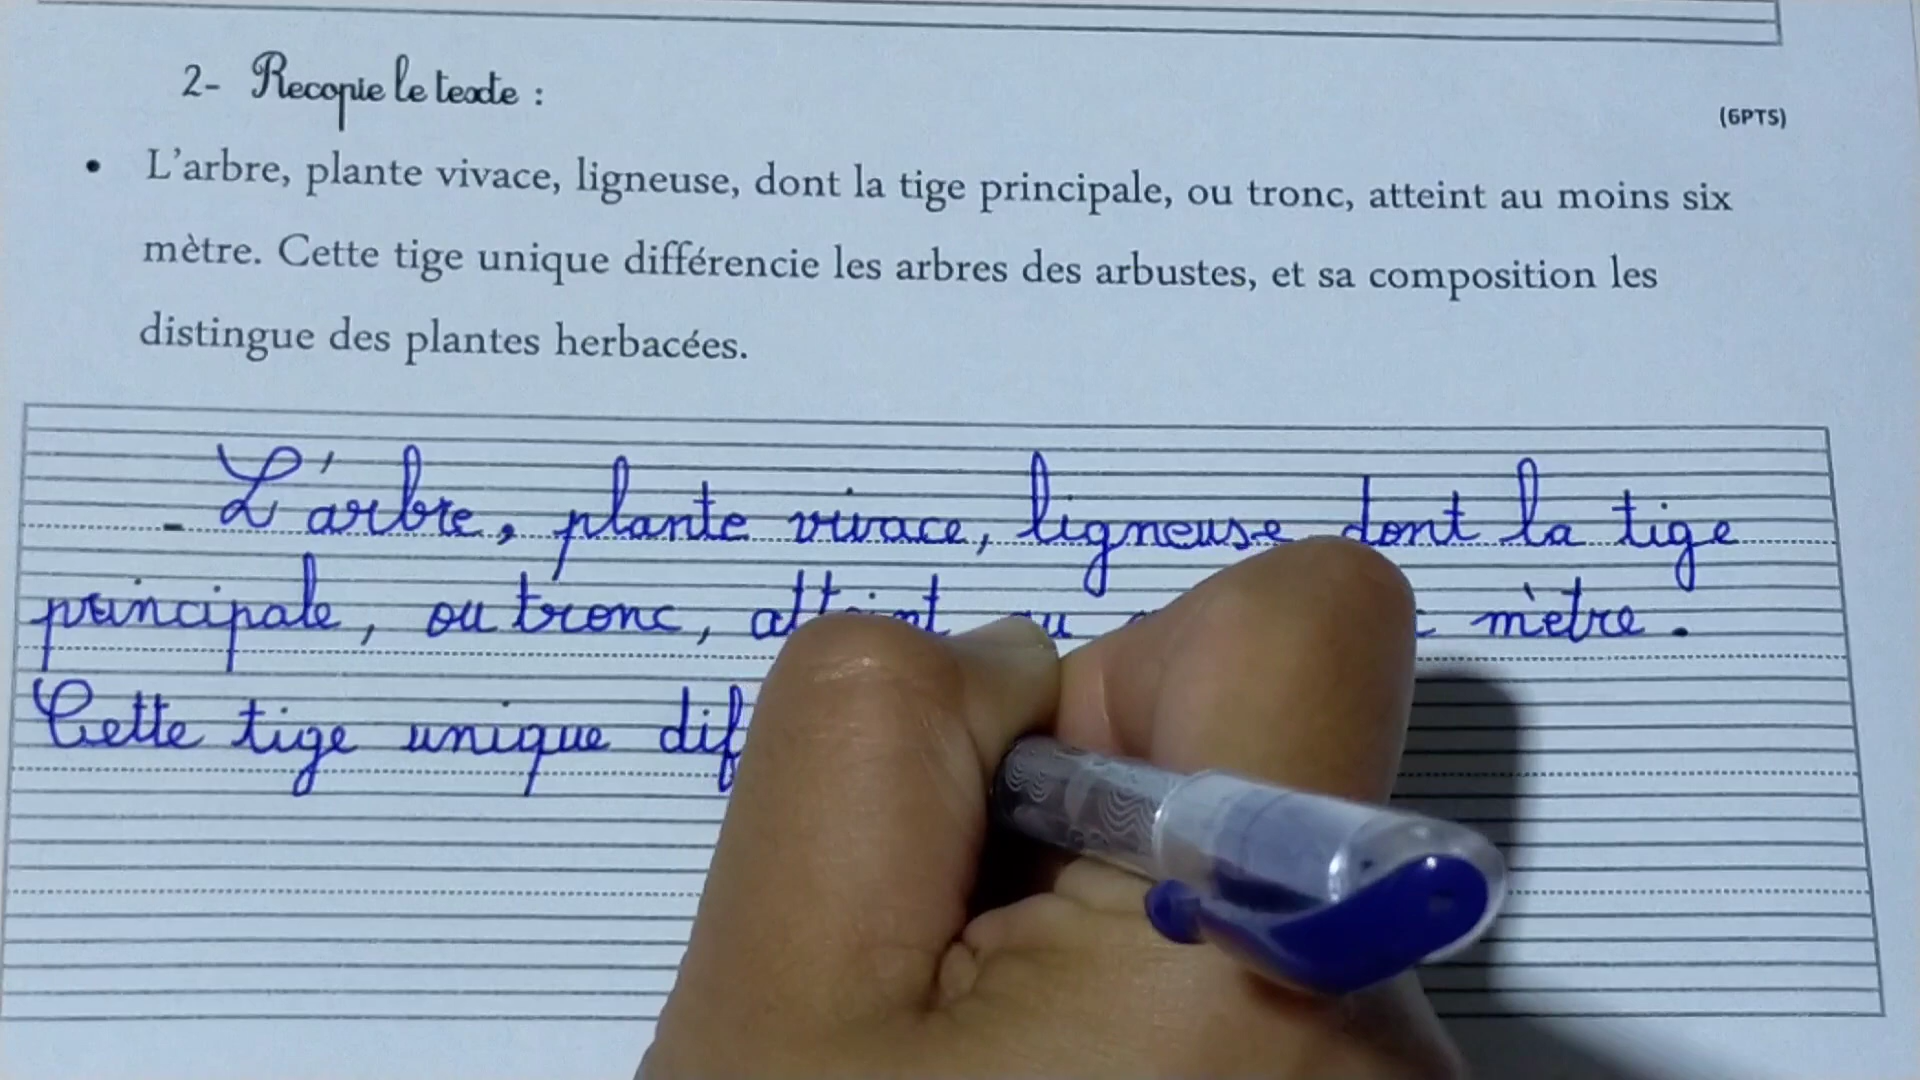 2- Recopie le texte :
(6PTS)
• L'arbre, plante vivace, ligneuse, dont la tige principale, ou tronc, atteint au moins six
mètre. Cette tige unique différencie les arbres des arbustes, et sa composition les
distingue des plantes herbacées.
- L'arbre, plante vivace, ligneuse dont la tige
principale, ou tronc, atteint au mètre.
Cette tige unique dif